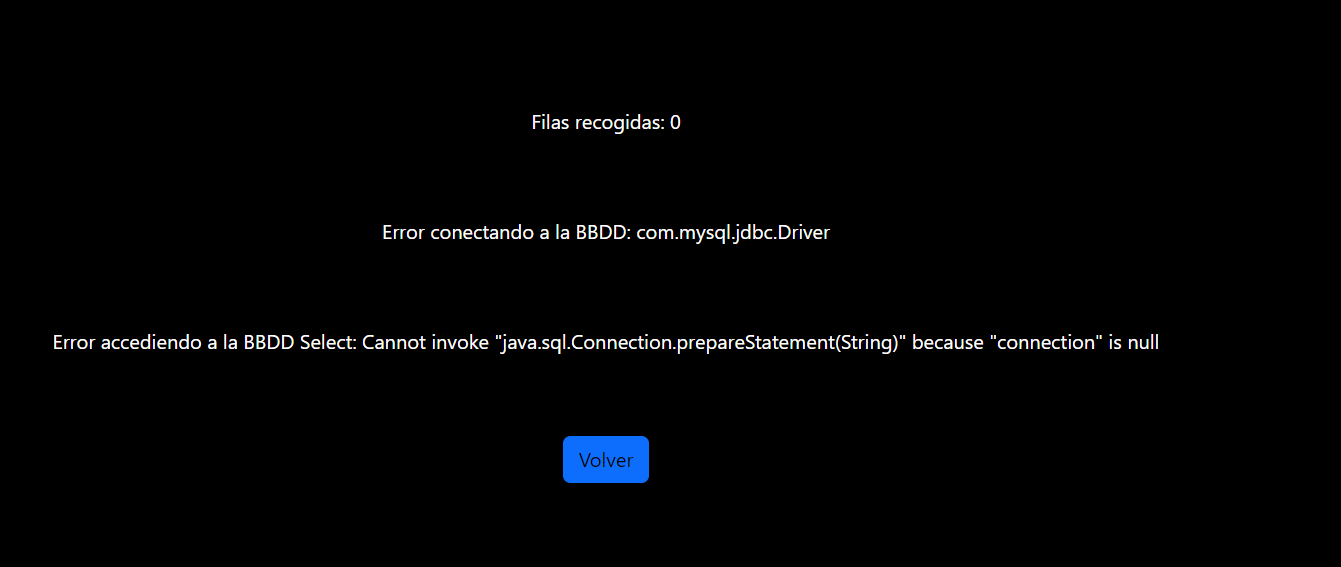 Filas recogidas: 0
Error conectando a la BBDD: com.mysql.jdbc.Driver
Error accediendo a la BBDD Select: Cannot invoke "java.sql.Connection.prepareStatement(String)" because "connection" is null
Volver